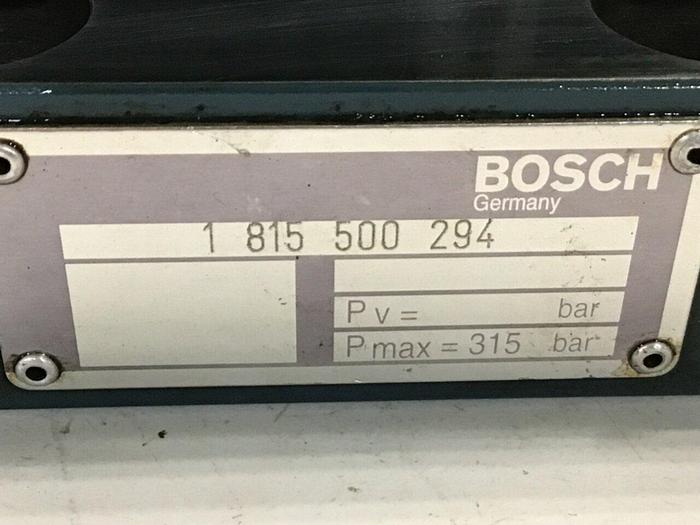 BOSCH
Germany
1 815 500 294
Pv = bar
Pmax = 315 bar